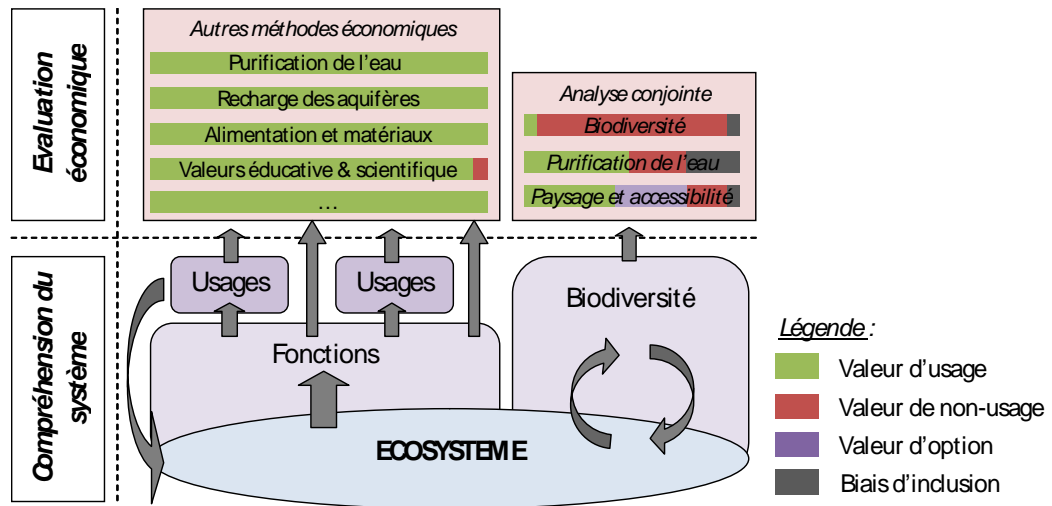 Evaluation
économique
Autres méthodes économiques
Purification de l'eau
Recharge des aquifères
Alimentation et matériaux
Valeurs éducative & scientifique
…
Analyse conjointe
Biodiversité
Purification de l'eau
Paysage et accessibilité
Compréhension du
système
Usages
Usages
Fonctions
Biodiversité
ECOSYSTEME
Légende :
Valeur d'usage
Valeur de non-usage
Valeur d'option
Biais d'inclusion